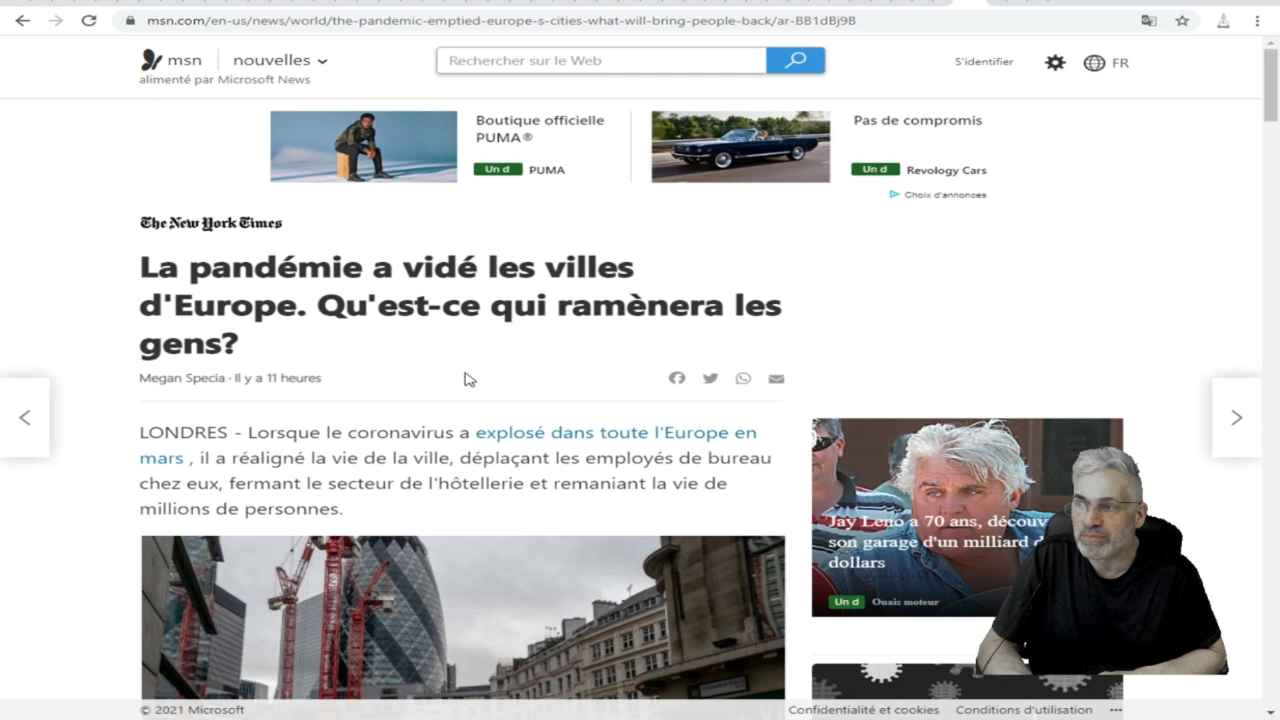 msn.com/en-us/news/world/the-pandemic-emptied-europe-s-cities-what-will-bring-people-back/ar-BB1dBj9B
msn
nouvelles
alimenté par Microsoft News
Rechercher sur le Web
S'identifier
FR
Boutique officielle
PUMA®
Un d PUMA
Pas de compromis
Un d Revology Cars
Choix d'annonces
The New York Times
La pandémie a vidé les villes
d'Europe. Qu'est-ce qui ramènera les
gens?
Megan Specia · Il y a 11 heures
LONDRES - Lorsque le coronavirus a explosé dans toute l'Europe en
mars , il a réaligné la vie de la ville, déplaçant les employés de bureau
chez eux, fermant le secteur de l'hôtellerie et remaniant la vie de
millions de personnes.
Jay Leno a 70 ans, découv
son garage d'un milliard d
dollars
Un d Ouais moteur
© 2021 Microsoft
Confidentialité et cookies
Conditions d'utilisation